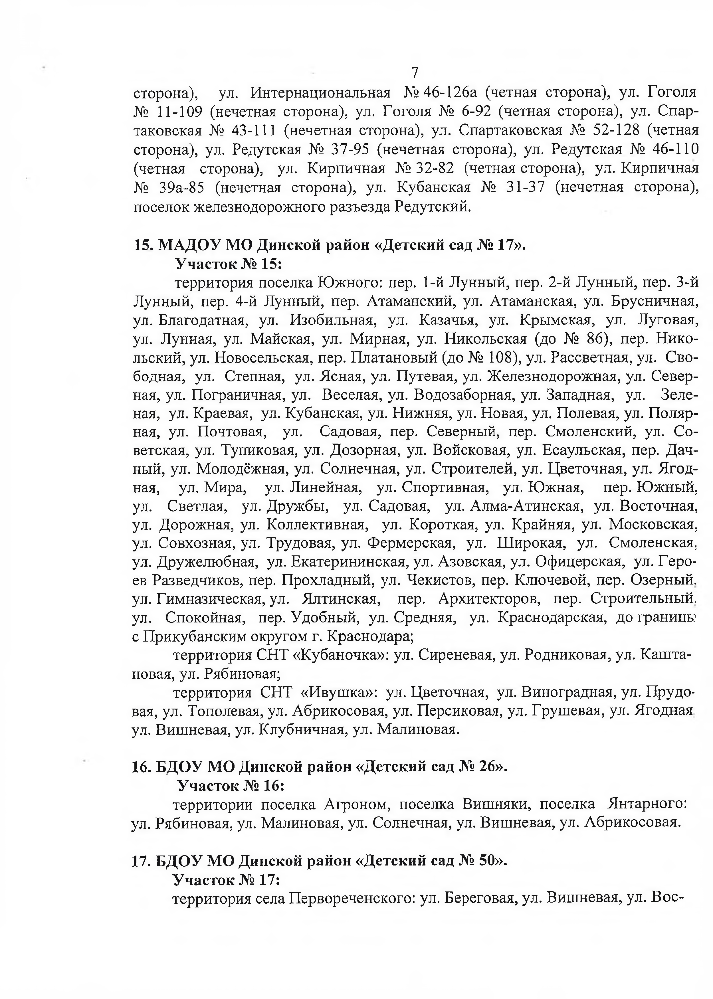 7
сторона), ул. Интернациональная № 46-126а (четная сторона), ул. Гоголя
№ 11-109 (нечетная сторона), ул. Гоголя № 6-92 (четная сторона), ул. Спар-
таковская № 43-111 (нечетная сторона), ул. Спартаковская № 52-128 (четная
сторона), ул. Редутская № 37-95 (нечетная сторона), ул. Редутская № 46-110
(четная сторона), ул. Кирпичная № 32-82 (четная сторона), ул. Кирпичная
№ 39а-85 (нечетная сторона), ул. Кубанская № 31-37 (нечетная сторона),
поселок железнодорожного разъезда Редутский.
15. МАДОУ МО Динской район «Детский сад № 17».
Участок № 15:
территория поселка Южного: пер. 1-й Лунный, пер. 2-й Лунный, пер. 3-й
Лунный, пер. 4-й Лунный, пер. Атаманский, ул. Атаманская, ул. Брусничная,
ул. Благодатная, ул. Изобильная, ул. Казачья, ул. Крымская, ул. Луговая,
ул. Лунная, ул. Майская, ул. Мирная, ул. Никольская (до № 86), пер. Нико-
льский, ул. Новосельская, пер. Платановый (до № 108), ул. Рассветная, ул. Сво-
бодная, ул. Степная, ул. Ясная, ул. Путевая, ул. Железнодорожная, ул. Север-
ная, ул. Пограничная, ул. Веселая, ул. Водозаборная, ул. Западная, ул. Зеле-
ная, ул. Краевая, ул. Кубанская, ул. Нижняя, ул. Новая, ул. Полевая, ул. Поляр-
ная, ул. Почтовая, ул. Садовая, пер. Северный, пер. Смоленский, ул. Со-
ветская, ул. Тупиковая, ул. Дозорная, ул. Войсковая, ул. Есаульская, пер. Дач-
ный, ул. Молодёжная, ул. Солнечная, ул. Строителей, ул. Цветочная, ул. Ягод-
ная, ул. Мира, ул. Линейная, ул. Спортивная, ул. Южная, пер. Южный,
ул. Светлая, ул. Дружбы, ул. Садовая, ул. Алма-Атинская, ул. Восточная,
ул. Дорожная, ул. Коллективная, ул. Короткая, ул. Крайняя, ул. Московская,
ул. Совхозная, ул. Трудовая, ул. Фермерская, ул. Широкая, ул. Смоленская,
ул. Дружелюбная, ул. Екатерининская, ул. Азовская, ул. Офицерская, ул. Геро-
ев Разведчиков, пер. Прохладный, ул. Чекистов, пер. Ключевой, пер. Озерный,
ул. Гимназическая, ул. Ялтинская, пер. Архитекторов, пер. Строительный,
ул. Спокойная, пер. Удобный, ул. Средняя, ул. Краснодарская, до границы
с Прикубанским округом г. Краснодара;
территория СНТ «Кубаночка»: ул. Сиреневая, ул. Родниковая, ул. Кашта-
новая, ул. Рябиновая;
территория СНТ «Ивушка»: ул. Цветочная, ул. Виноградная, ул. Прудо-
вая, ул. Тополевая, ул. Абрикосовая, ул. Персиковая, ул. Грушевая, ул. Ягодная
ул. Вишневая, ул. Клубничная, ул. Малиновая.
16. БДОУ МО Динской район «Детский сад № 26».
Участок № 16:
территории поселка Агроном, поселка Вишняки, поселка Янтарного:
ул. Рябиновая, ул. Малиновая, ул. Солнечная, ул. Вишневая, ул. Абрикосовая.
17. БДОУ МО Динской район «Детский сад № 50».
Участок № 17:
территория села Первореченского: ул. Береговая, ул. Вишневая, ул. Вос-